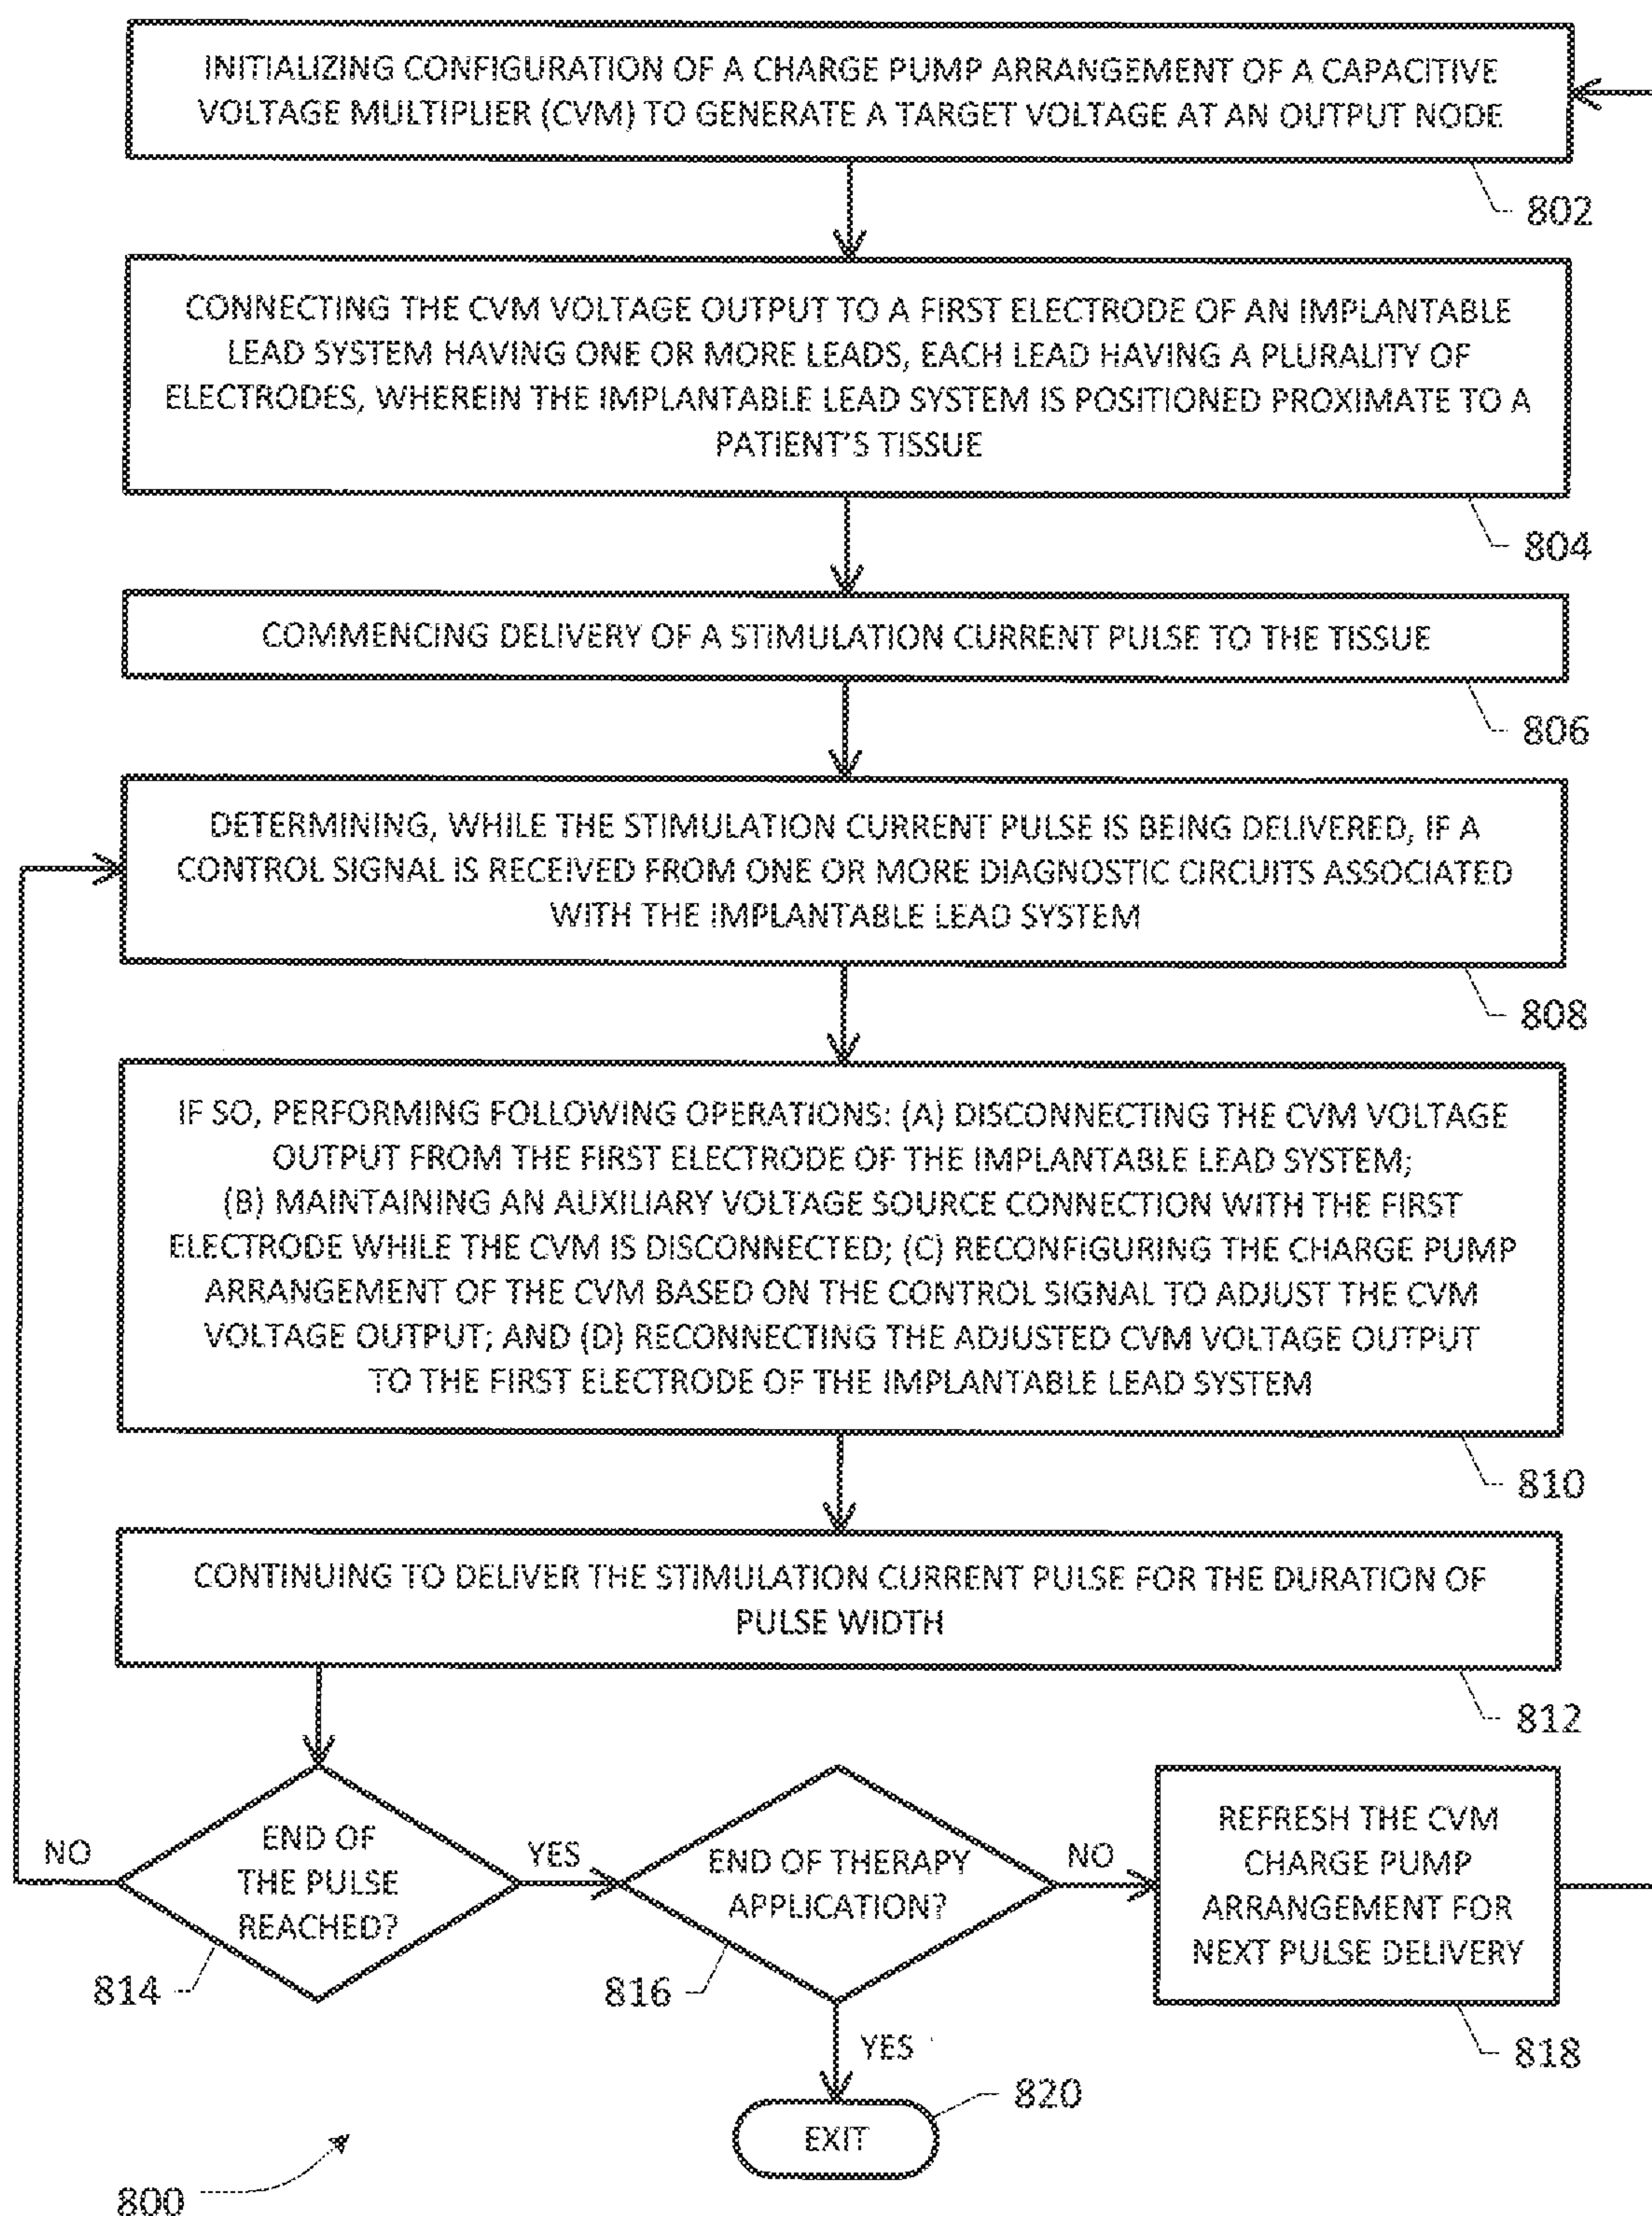 INITIALIZING CONFIGURATION OF A CHARGE PUMP ARRANGEMENT OF A CAPACITIVE
VOLTAGE MULTIPLIER (CVM) TO GENERATE A TARGET VOLTAGE AT AN OUTPUT NODE
802
CONNECTING THE CVM VOLTAGE OUTPUT TO A FIRST ELECTRODE OF AN IMPLANTABLE
LEAD SYSTEM HAVING ONE OR MORE LEADS, EACH LEAD HAVING A PLURALITY OF
ELECTRODES, WHEREIN THE IMPLANTABLE LEAD SYSTEM IS POSITIONED PROXIMATE TO A
PATIENT'S TISSUE
804
COMMENCING DELIVERY OF A STIMULATION CURRENT PULSE TO THE TISSUE
806
DETERMINING, WHILE THE STIMULATION CURRENT PULSE IS BEING DELIVERED, IF A
CONTROL SIGNAL IS RECEIVED FROM ONE OR MORE DIAGNOSTIC CIRCUITS ASSOCIATED
WITH THE IMPLANTABLE LEAD SYSTEM
808
IF SO, PERFORMING FOLLOWING OPERATIONS: (A) DISCONNECTING THE CVM VOLTAGE
OUTPUT FROM THE FIRST ELECTRODE OF THE IMPLANTABLE LEAD SYSTEM;
(B) MAINTAINING AN AUXILIARY VOLTAGE SOURCE CONNECTION WITH THE FIRST
ELECTRODE WHILE THE CVM IS DISCONNECTED; (C) RECONFIGURING THE CHARGE PUMP
ARRANGEMENT OF THE CVM BASED ON THE CONTROL SIGNAL TO ADJUST THE CVM
VOLTAGE OUTPUT; AND (D) RECONNECTING THE ADJUSTED CVM VOLTAGE OUTPUT
TO THE FIRST ELECTRODE OF THE IMPLANTABLE LEAD SYSTEM
810
CONTINUING TO DELIVER THE STIMULATION CURRENT PULSE FOR THE DURATION OF
PULSE WIDTH
812
NO
END OF
THE PULSE
REACHED?
814
YES
END OF THERAPY
APPLICATION?
816
NO
REFRESH THE CVM
CHARGE PUMP
ARRANGEMENT FOR
NEXT PULSE DELIVERY
818
YES
EXIT
820
800